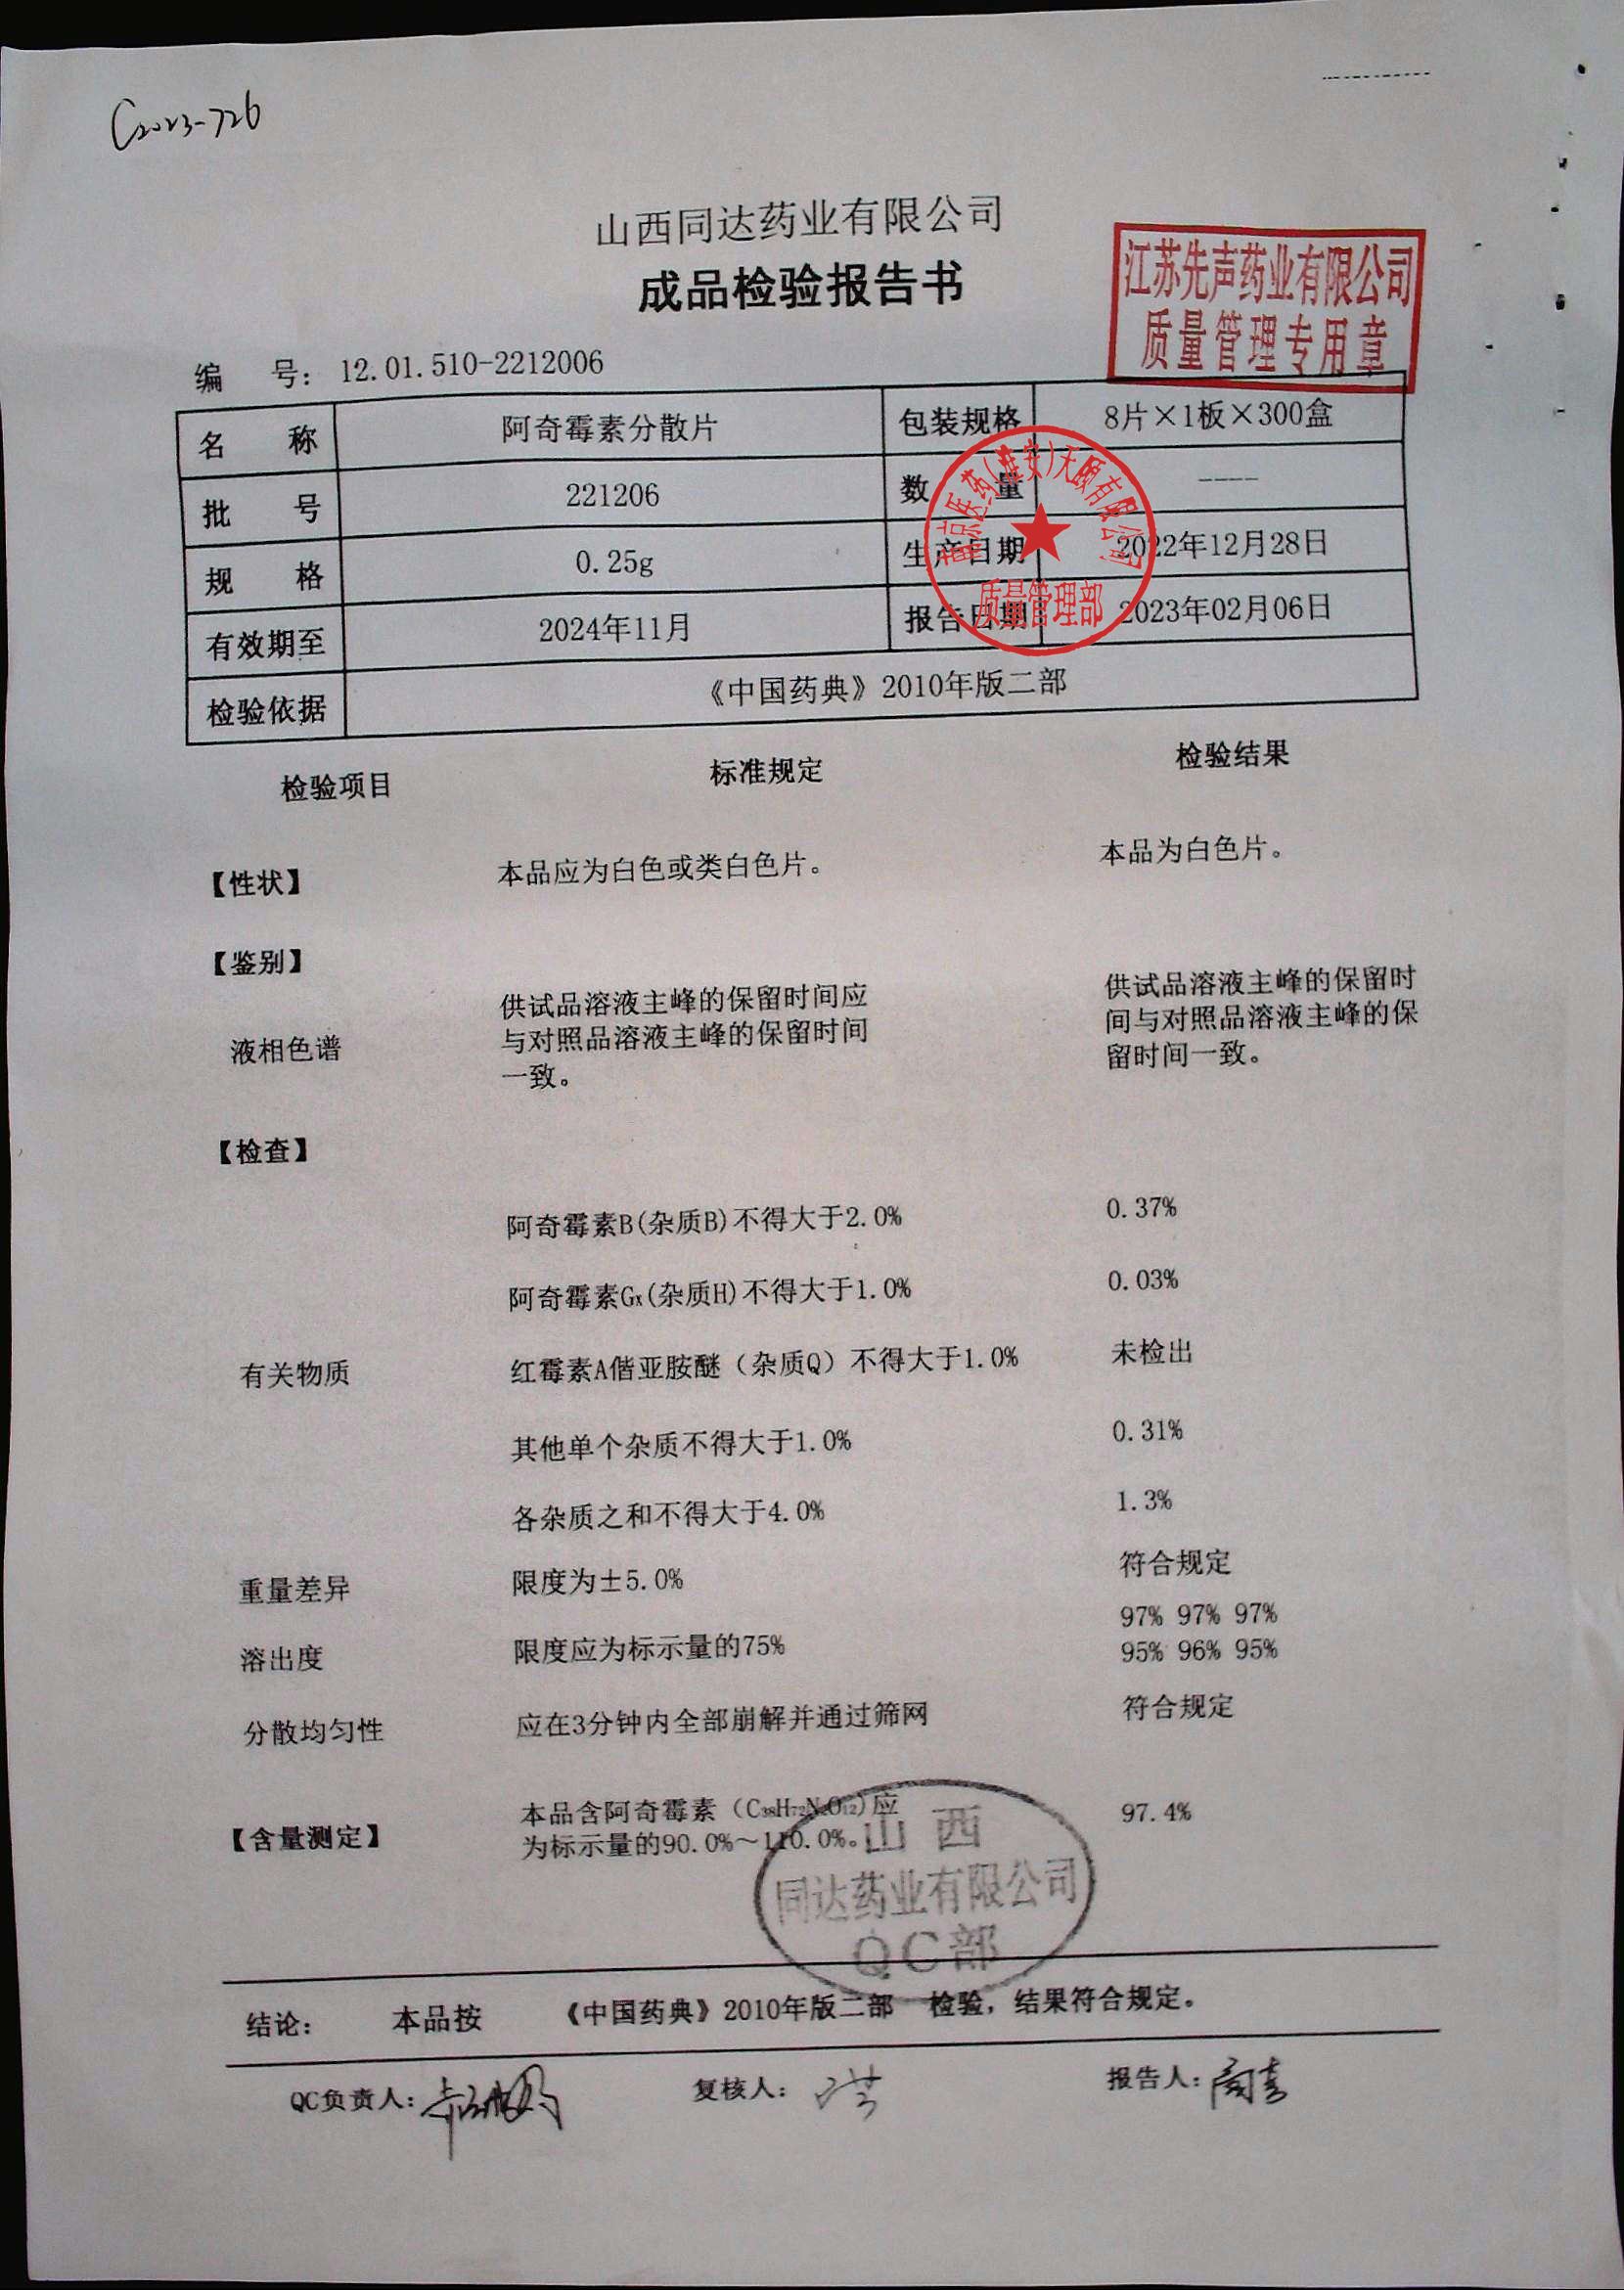 C2023-726
山西同达药业有限公司
成品检验报告书
江苏先声药业有限公司
质量管理专用章
编 号： 12.01.510-2212006
名 称 阿奇霉素分散片 包装规格 8片×1板×300盒
批 号 221206 数 量 ----
规 格 0.25g 生产日期 2022年12月28日
有效期至 2024年11月 报告日期 2023年02月06日
检验依据 《中国药典》2010年版二部
医药(淮安)天颐有限公司
质量管理部
检验项目 标准规定 检验结果
【性状】 本品应为白色或类白色片。 本品为白色片。
【鉴别】
液相色谱
供试品溶液主峰的保留时间应
与对照品溶液主峰的保留时间
一致。
供试品溶液主峰的保留时
间与对照品溶液主峰的保
留时间一致。
【检查】
阿奇霉素B(杂质B)不得大于2.0% 0.37%
阿奇霉素Gx(杂质H)不得大于1.0% 0.03%
有关物质 红霉素A偕亚胺醚（杂质Q）不得大于1.0% 未检出
其他单个杂质不得大于1.0% 0.31%
各杂质之和不得大于4.0% 1.3%
重量差异 限度为±5.0% 符合规定
溶出度 限度应为标示量的75% 97% 97% 97%
95% 96% 95%
分散均匀性 应在3分钟内全部崩解并通过筛网 符合规定
【含量测定】 本品含阿奇霉素（C38H72N2O12)应 97.4%
为标示量的90.0%～110.0%。
山西
同达药业有限公司
QC部
结论： 本品按 《中国药典》2010年版二部 检验，结果符合规定。
QC负责人： 复核人： 报告人：